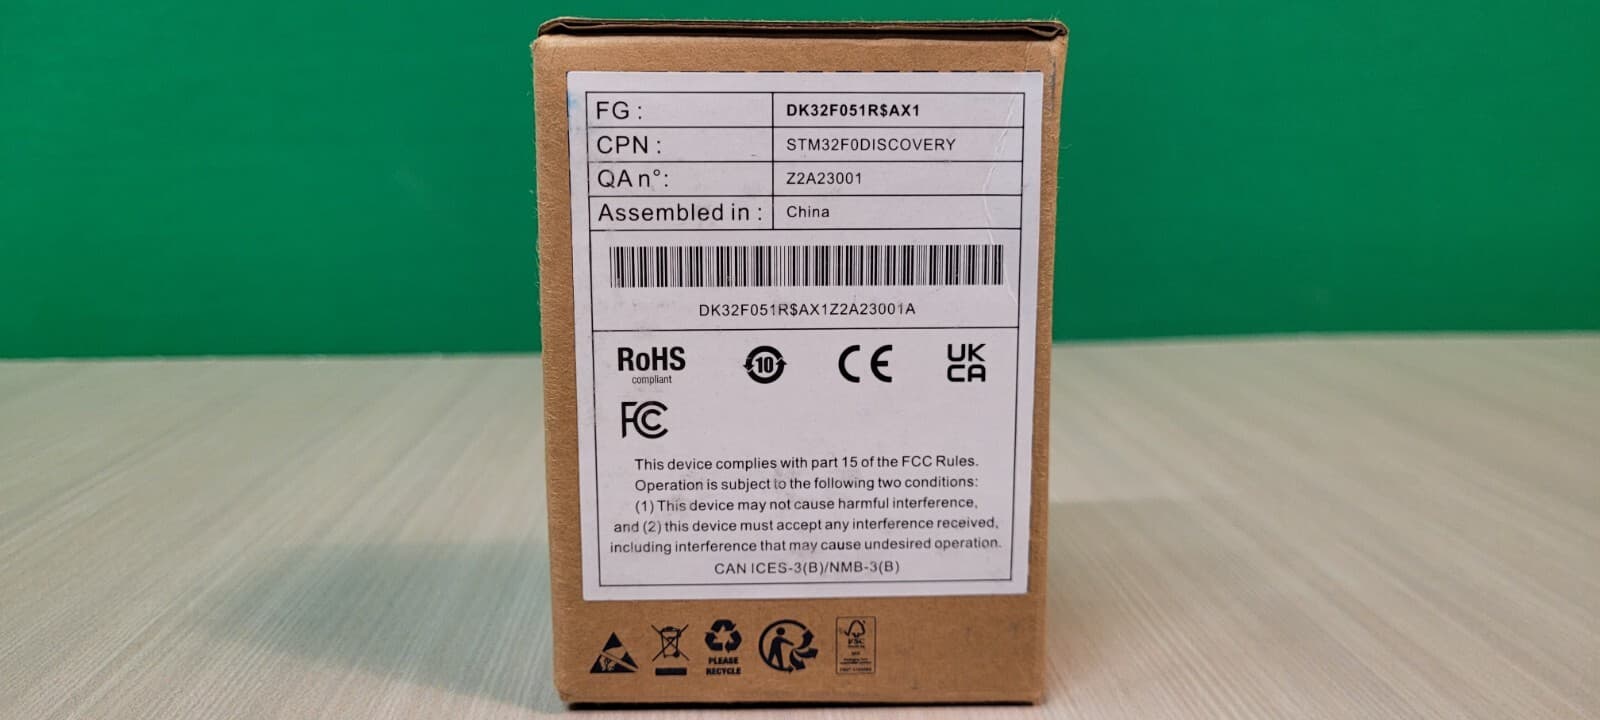 FG : DK32F051R$AX1
CPN : STM32F0DISCOVERY
QA n°: Z2A23001
Assembled in : China
DK32F051R$AX1Z2A23001A
RoHS 10 CE UK
compliant CA
FC
This device complies with part 15 of the FCC Rules.
Operation is subject to the following two conditions:
(1) This device may not cause harmful interference,
and (2) this device must accept any interference received,
including interference that may cause undesired operation.
CAN ICES-3(B)/NMB-3(B)
PLEASE
RECYCLE